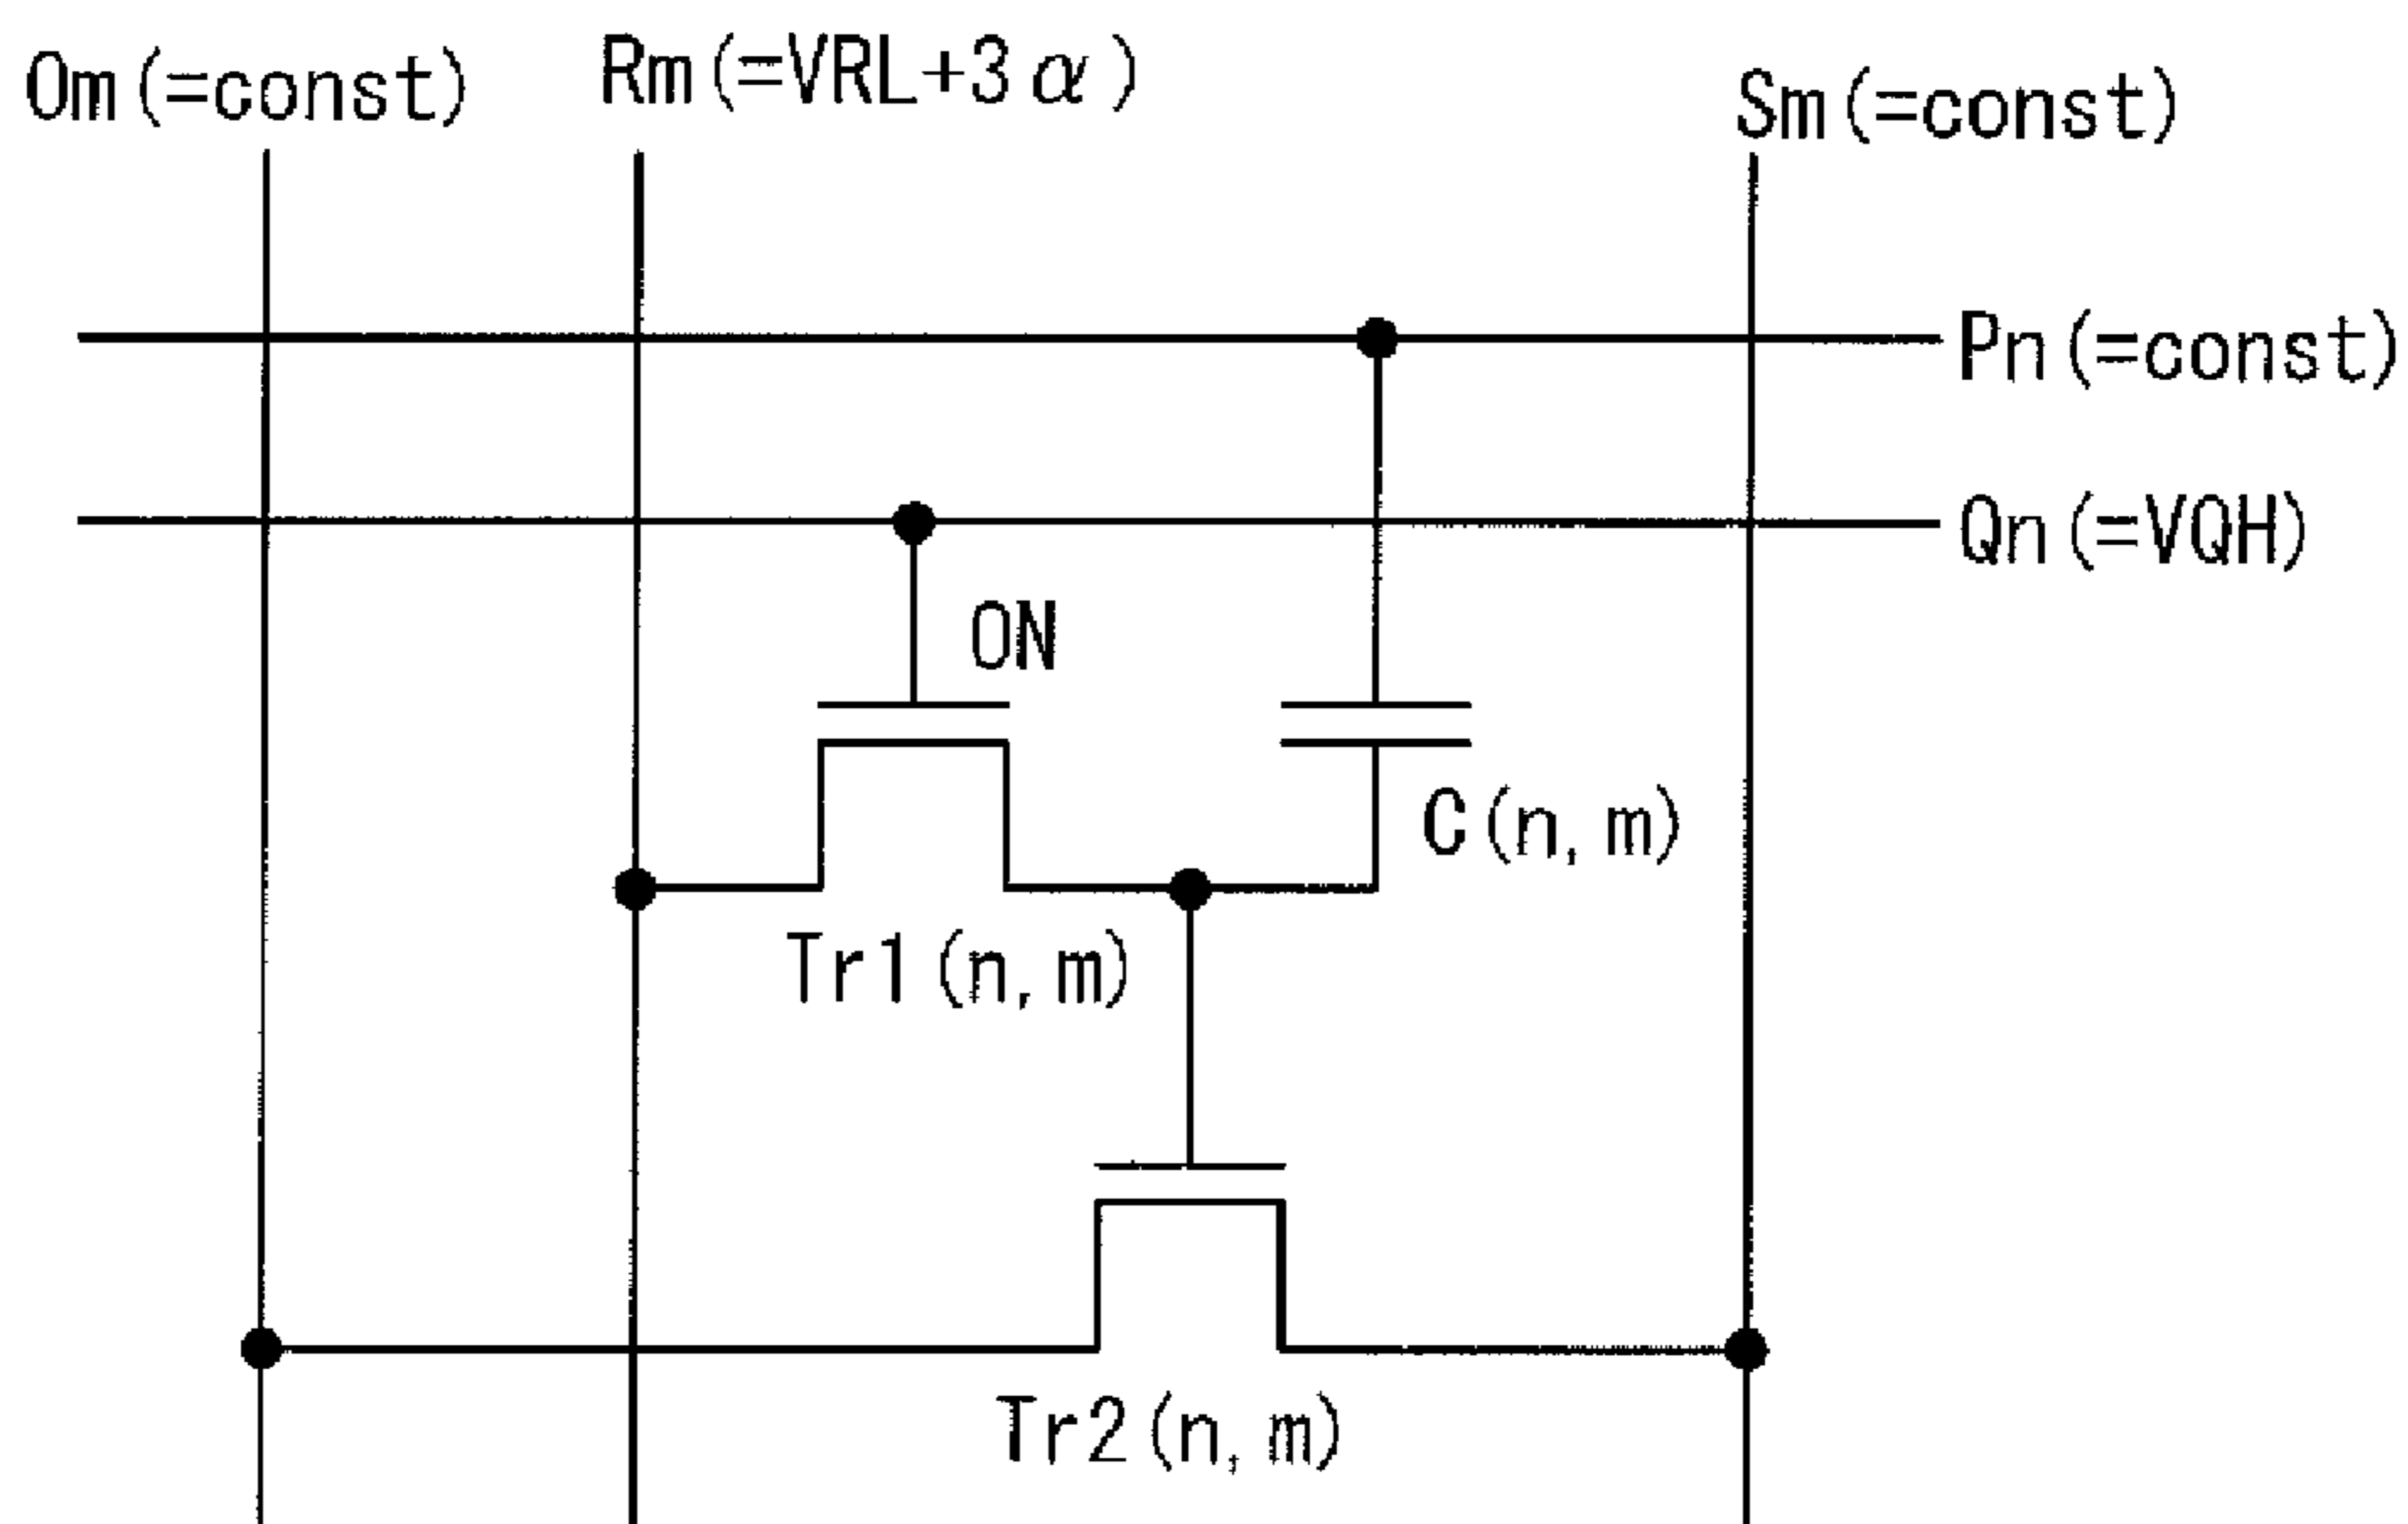 Om(=const)
Rm(=VRL+3α)
Sm(=const)
Pn(=const)
Qn(=VQH)
ON
C(n,m)
Tr1(n,m)
Tr2(n,m)